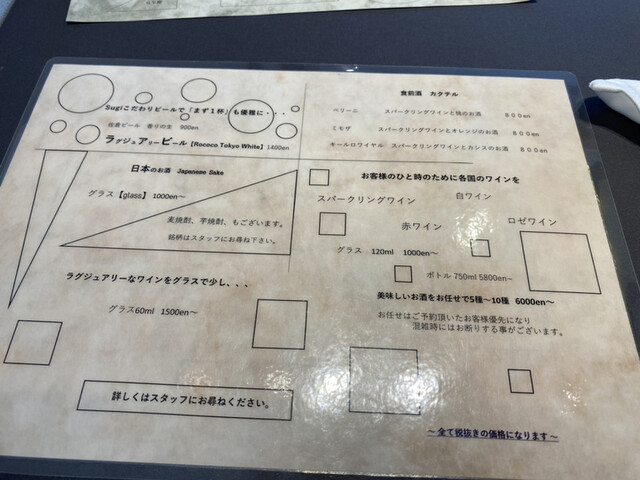 Sugiこだわりビールで「まず1杯」も優雅に・・・
900en
ラグジュアリービール【Rococo Tokyo White】1400en
日本のお酒 Japanese Sake
グラス【glass】 1000en~
麦焼酎、芋焼酎、もございます。
銘柄はスタッフにお尋ね下さい。
ラグジュアリーなワインをグラスで少し、、、
グラス60ml 1500en~
詳しくはスタッフにお尋ねください。
食前酒 カクテル
ベリーニ スパークリングワインと桃のお酒 800en
ミモザ スパークリングワインとオレンジのお酒 800en
キールロワイヤル スパークリングワインとカシスのお酒 800en
お客様のひと時のために各国のワインを
スパークリングワイン
白ワイン
赤ワイン
ロゼワイン
グラス 120ml 1000en~
ボトル 750ml 5800en~
美味しいお酒をお任せで5種~10種 6000en~
お任せはご予約頂いたお客様優先になり
混雑時にはお断りする事がございます。
~全て税抜きの価格になります~